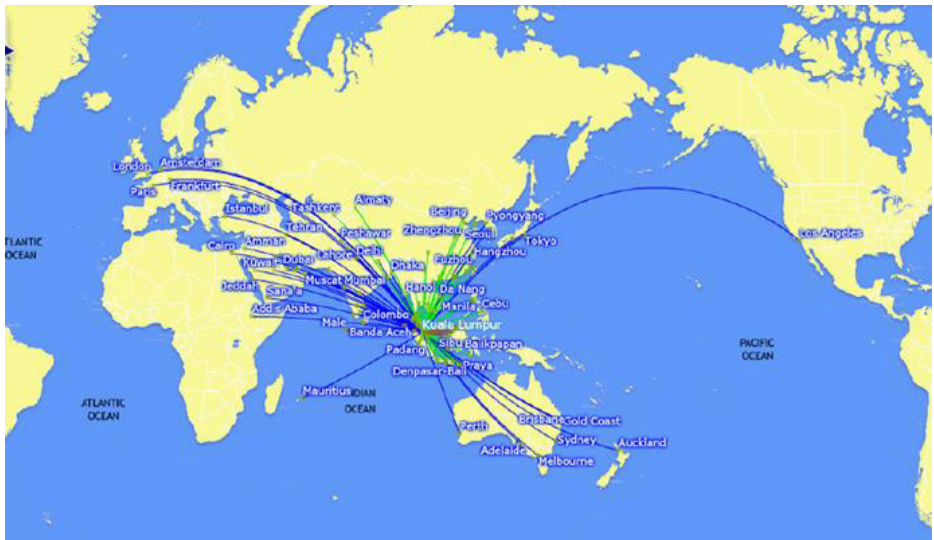 London
Amsterdam
Paris
Frankfurt
Istanbul
Tashkent
Almaty
Beijing
Pyongyang
Zhengzhou
Seoul
Tokyo
Los Angeles
Tehran
Peshawar
Cairo
Amman
Lahore
Delhi
Hangzhou
Kuwait
Dubai
Dhaka
Fuzhou
ATLANTIC
OCEAN
Jeddah
Muscat
Mumbai
Hanoi
Da Nang
Sana'a
Manila
Cebu
Addis Ababa
Colombo
Male
Kuala Lumpur
Banda Aceh
Sibu
Balikpapan
Padang
PACIFIC
OCEAN
Denpasar-Bali
Praya
Mauritius
INDIAN
OCEAN
ATLANTIC
OCEAN
Perth
Brisbane
Gold Coast
Adelaide
Sydney
Auckland
Melbourne